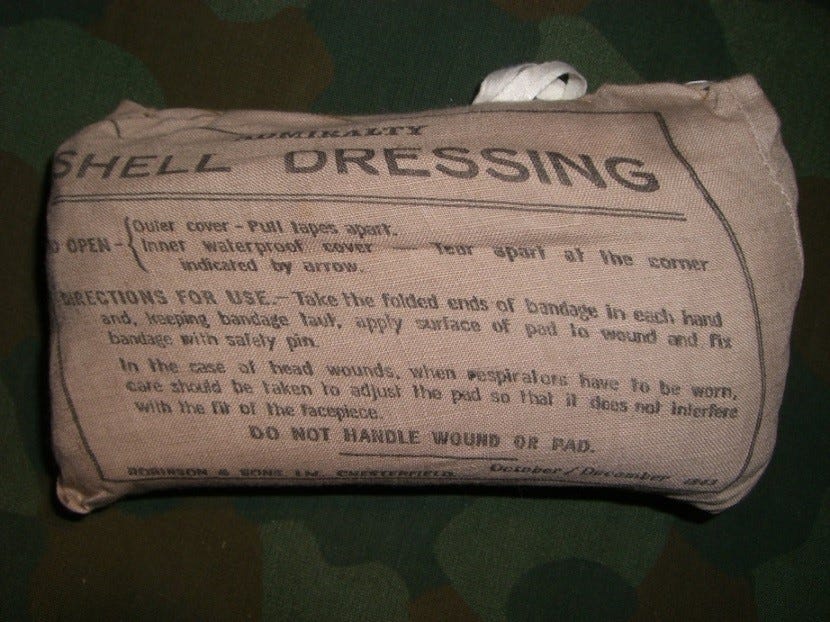 ADMIRALTY
SHELL DRESSING
OPEN - { Outer cover - Pull tapes apart.
Inner waterproof cover — Tear apart at the corner
indicated by arrow.
DIRECTIONS FOR USE. - Take the folded ends of bandage in each hand
and, keeping bandage taut, apply surface of pad to wound and fix
bandage with safety pin.
In the case of head wounds, when respirators have to be worn,
care should be taken to adjust the pad so that it does not interfere
with the fit of the facepiece.
DO NOT HANDLE WOUND OR PAD.
ROBINSON & SONS CHESTERFIELD. October / December